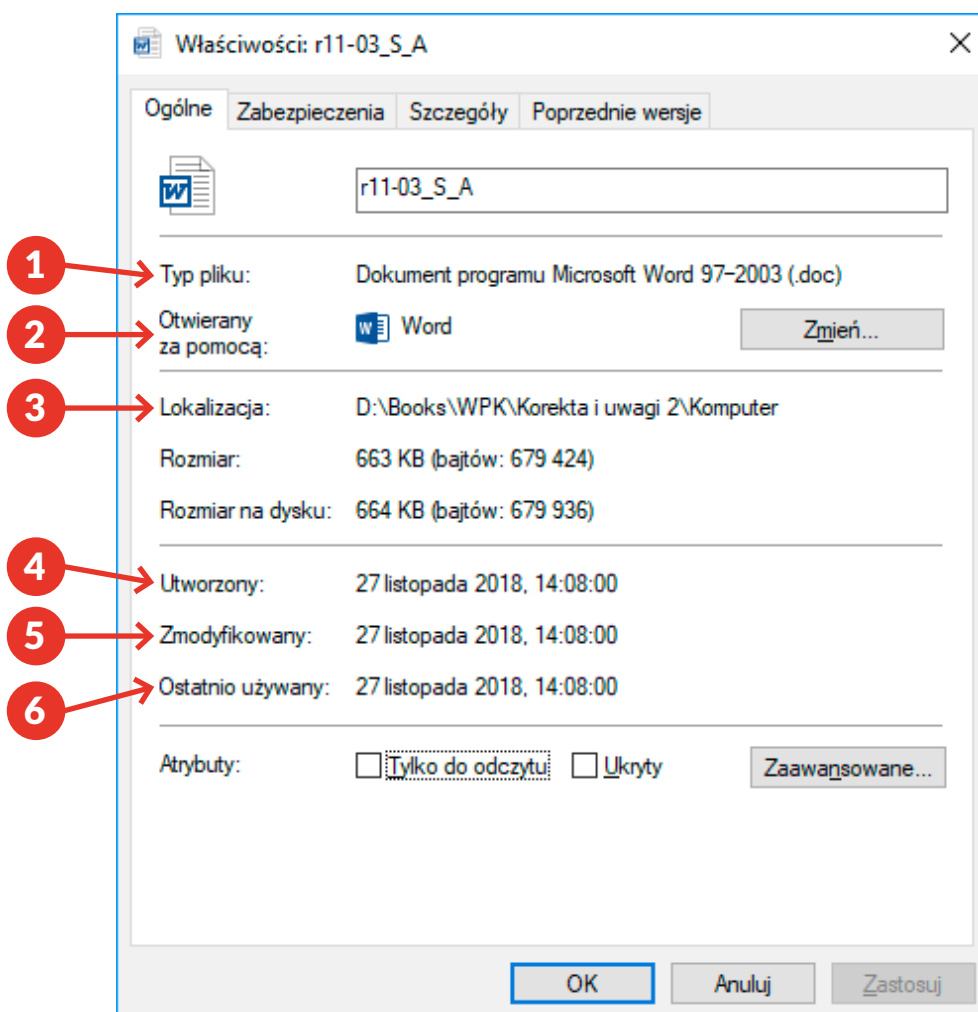 Właściwości: r11-03_S_A
Ogólne Zabezpieczenia Szczegóły Poprzednie wersje
r11-03_S_A
1 Typ pliku: Dokument programu Microsoft Word 97–2003 (.doc)
2 Otwierany za pomocą: Word Zmień...
3 Lokalizacja: D:\Books\WPK\Korekta i uwagi 2\Komputer
Rozmiar: 663 KB (bajtów: 679 424)
Rozmiar na dysku: 664 KB (bajtów: 679 936)
4 Utworzony: 27 listopada 2018, 14:08:00
5 Zmodyfikowany: 27 listopada 2018, 14:08:00
6 Ostatnio używany: 27 listopada 2018, 14:08:00
Atrybuty: Tylko do odczytu Ukryty Zaawansowane...
OK Anuluj Zastosuj